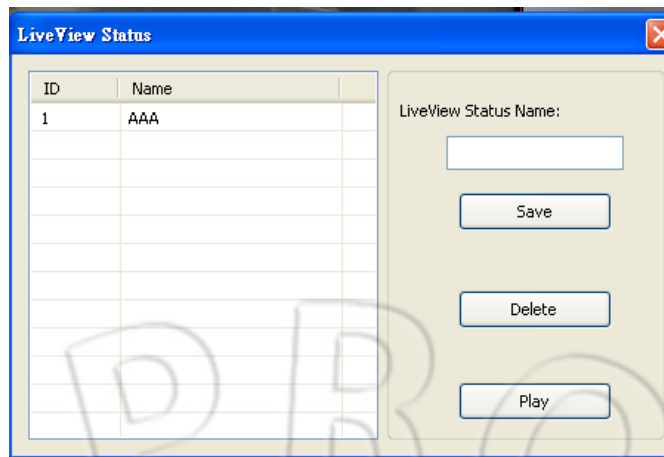 LiveView Status
ID Name
1 AAA
LiveView Status Name:
Save
Delete
Play